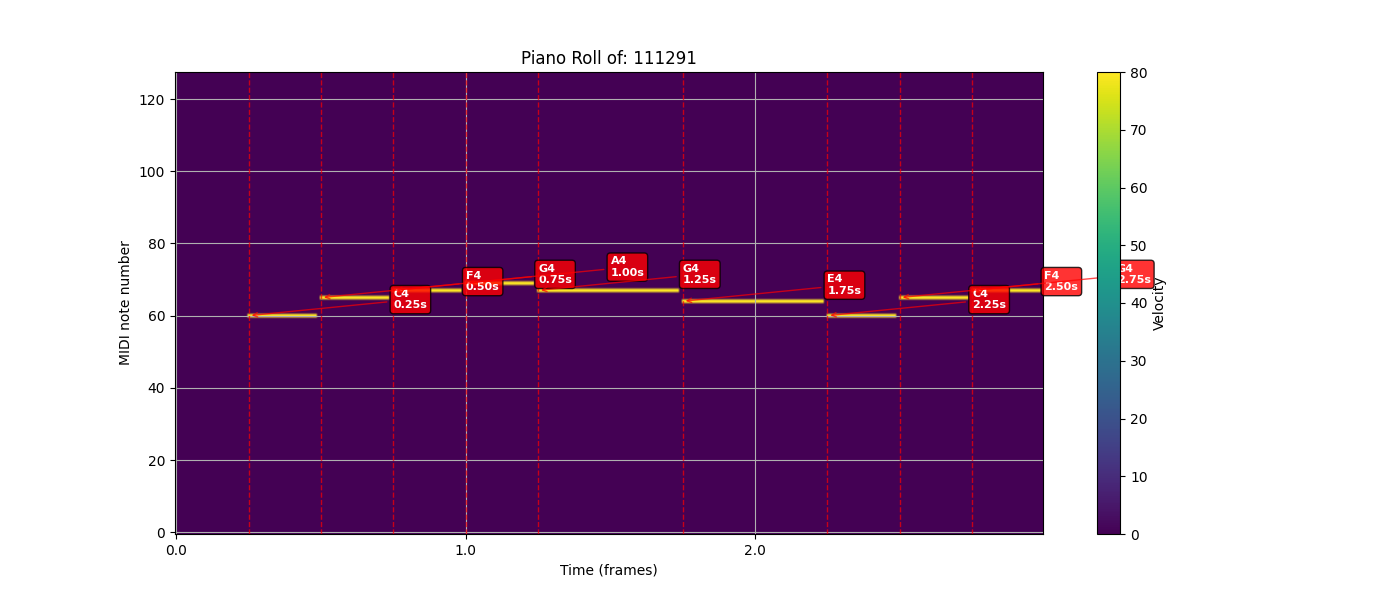 Piano Roll of: 111291
MIDI note number
120
100
80
60
40
20
0
0.0
1.0
2.0
Time (frames)
C4
0.25s
F4
0.50s
G4
0.75s
A4
1.00s
G4
1.25s
E4
1.75s
C4
2.25s
F4
2.50s
G4
2.75s
80
70
60
50
40
30
20
10
0
Velocity